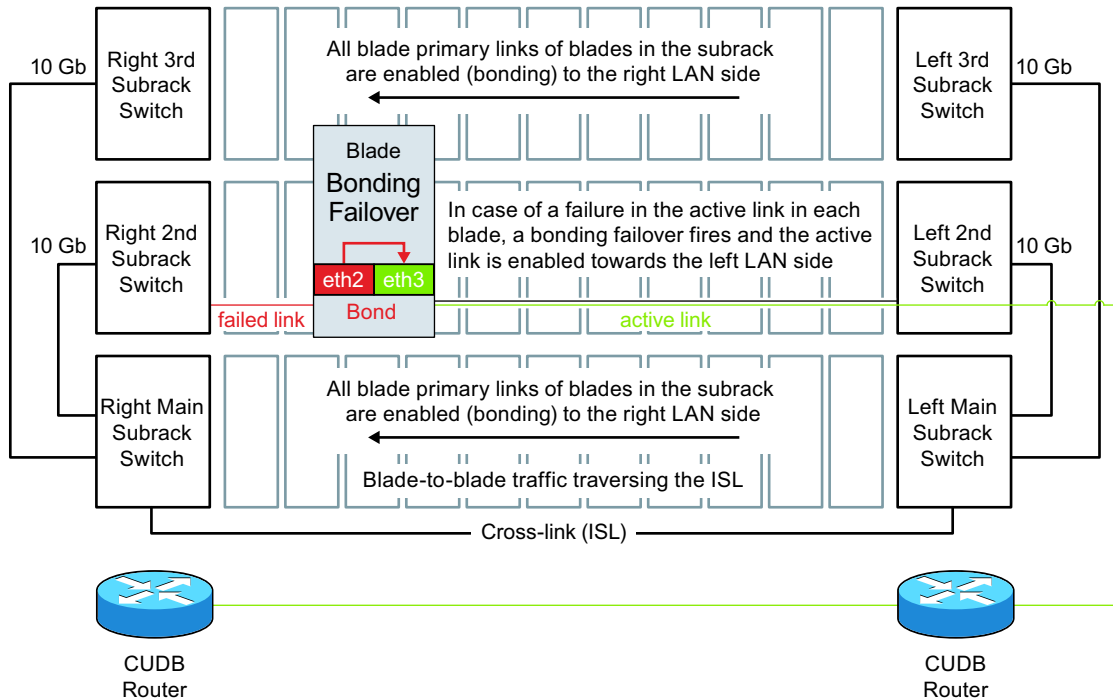 Right 3rd
Subrack
Switch
10 Gb
All blade primary links of blades in the subrack
are enabled (bonding) to the right LAN side
Left 3rd
Subrack
Switch
10 Gb
Blade
Bonding
Failover
eth2
eth3
Bond
Right 2nd
Subrack
Switch
10 Gb
In case of a failure in the active link in each
blade, a bonding failover fires and the active
link is enabled towards the left LAN side
Left 2nd
Subrack
Switch
10 Gb
failed link
active link
Right Main
Subrack
Switch
All blade primary links of blades in the subrack
are enabled (bonding) to the right LAN side
Blade-to-blade traffic traversing the ISL
Left Main
Subrack
Switch
Cross-link (ISL)
CUDB
Router
CUDB
Router